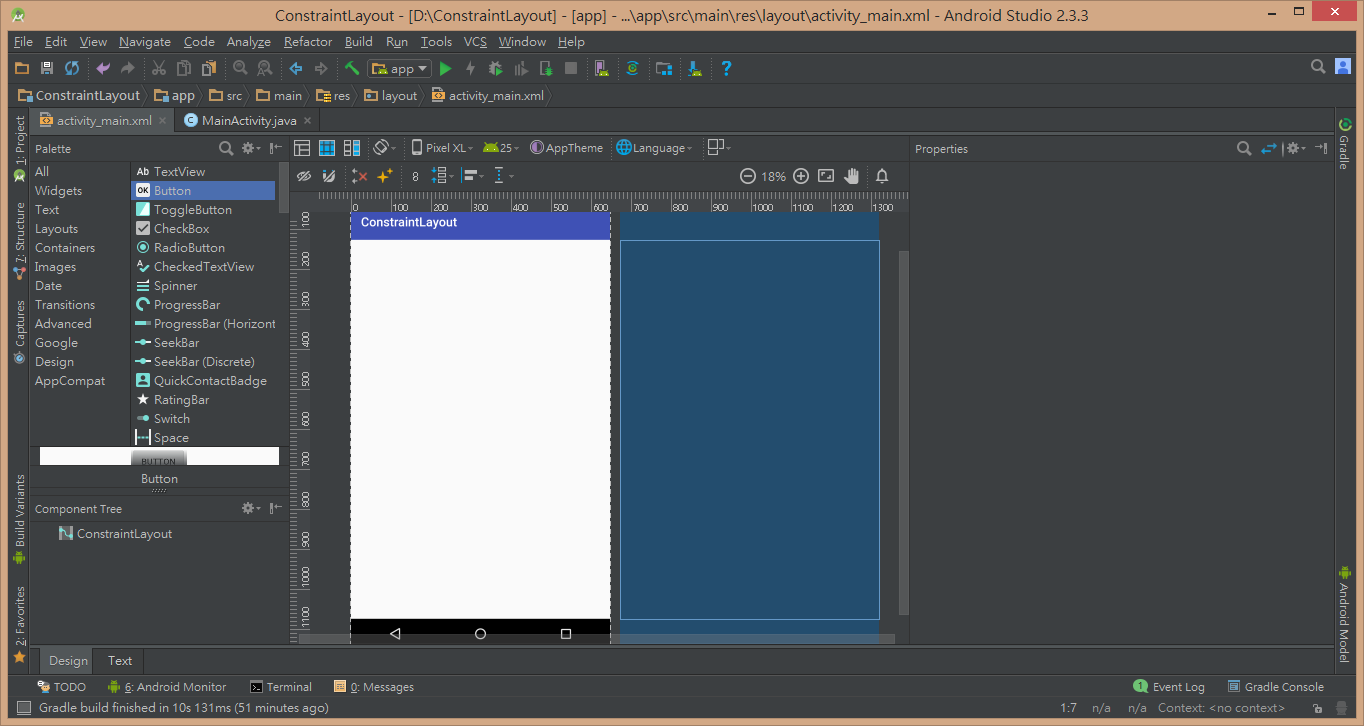 ConstraintLayout - [D:\ConstraintLayout] - [app] - ...\app\src\main\res\layout\activity_main.xml - Android Studio 2.3.3
File Edit View Navigate Code Analyze Refactor Build Run Tools VCS Window Help
app
ConstraintLayout app src main res layout activity_main.xml
activity_main.xml MainActivity.java
1: Project
7: Structure
Captures
Build Variants
2: Favorites
Palette
All
Widgets
Text
Layouts
Containers
Images
Date
Transitions
Advanced
Google
Design
AppCompat
Ab TextView
OK Button
ToggleButton
CheckBox
RadioButton
CheckedTextView
Spinner
ProgressBar
ProgressBar (Horizont
SeekBar
SeekBar (Discrete)
QuickContactBadge
RatingBar
Switch
Space
BUTTON
Button
Component Tree
ConstraintLayout
Pixel XL 25 AppTheme Language
8 18%
0 100 200 300 400 500 600 700 800 900 1000 1100 1200 1300
100
200
300
400
500
600
700
800
900
1000
1100
ConstraintLayout
Properties
Gradle
Android Model
Design Text
TODO 6: Android Monitor Terminal 0: Messages 1 Event Log Gradle Console
Gradle build finished in 10s 131ms (51 minutes ago) 1:7 n/a n/a Context: <no context>